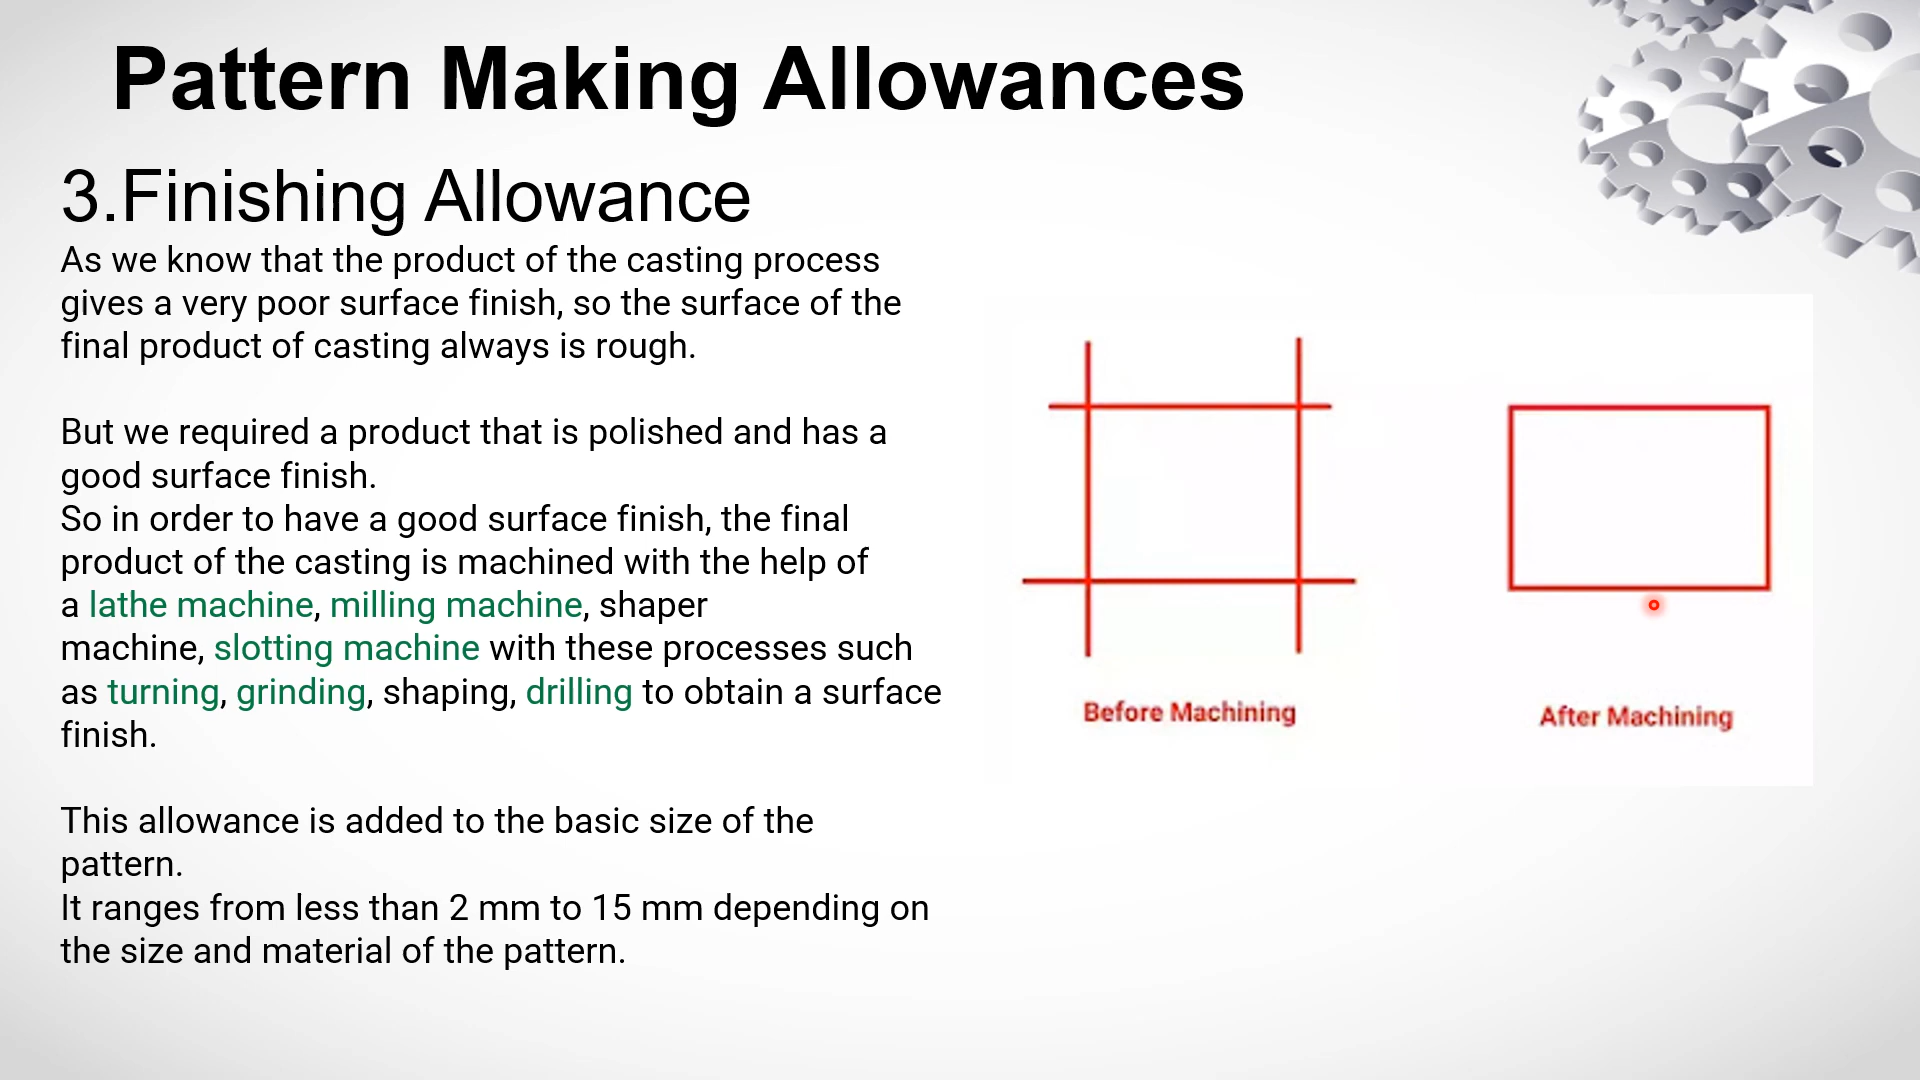 Pattern Making Allowances
3.Finishing Allowance
As we know that the product of the casting process
gives a very poor surface finish, so the surface of the
final product of casting always is rough.
But we required a product that is polished and has a
good surface finish.
So in order to have a good surface finish, the final
product of the casting is machined with the help of
a lathe machine, milling machine, shaper
machine, slotting machine with these processes such
as turning, grinding, shaping, drilling to obtain a surface
finish.
This allowance is added to the basic size of the
pattern.
It ranges from less than 2 mm to 15 mm depending on
the size and material of the pattern.
Before Machining
After Machining